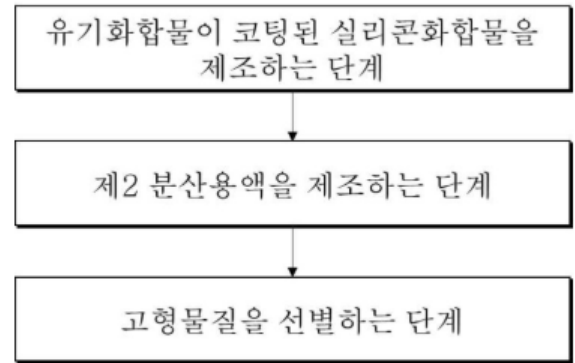 유기화합물이 코팅된 실리콘화합물을
제조하는 단계
제2 분산용액을 제조하는 단계
고형물질을 선별하는 단계